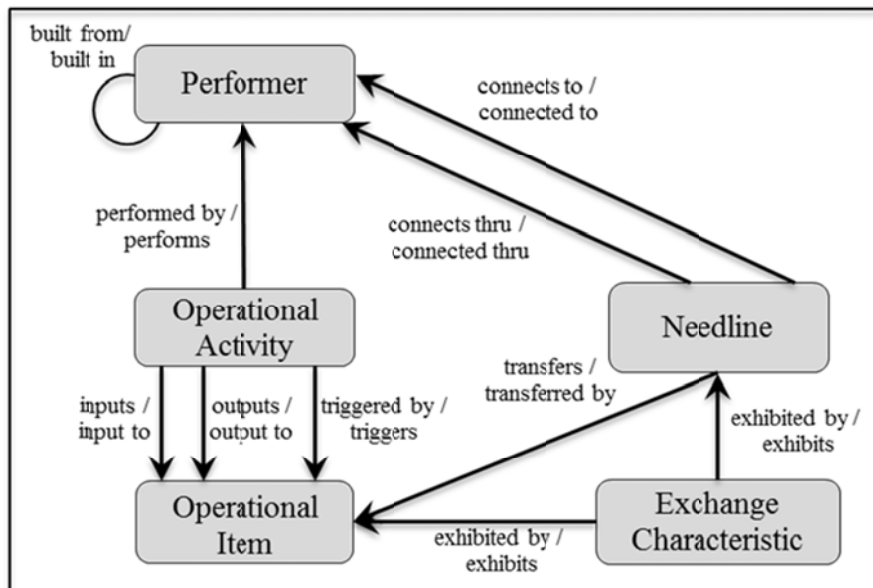 built from/
built in
Performer
connects to /
connected to
performed by /
performs
connects thru /
connected thru
Operational
Activity
Needline
transfers /
transferred by
inputs /
input to
outputs /
output to
triggered by /
triggers
exhibited by /
exhibits
Operational
Item
Exchange
Characteristic
exhibited by /
exhibits